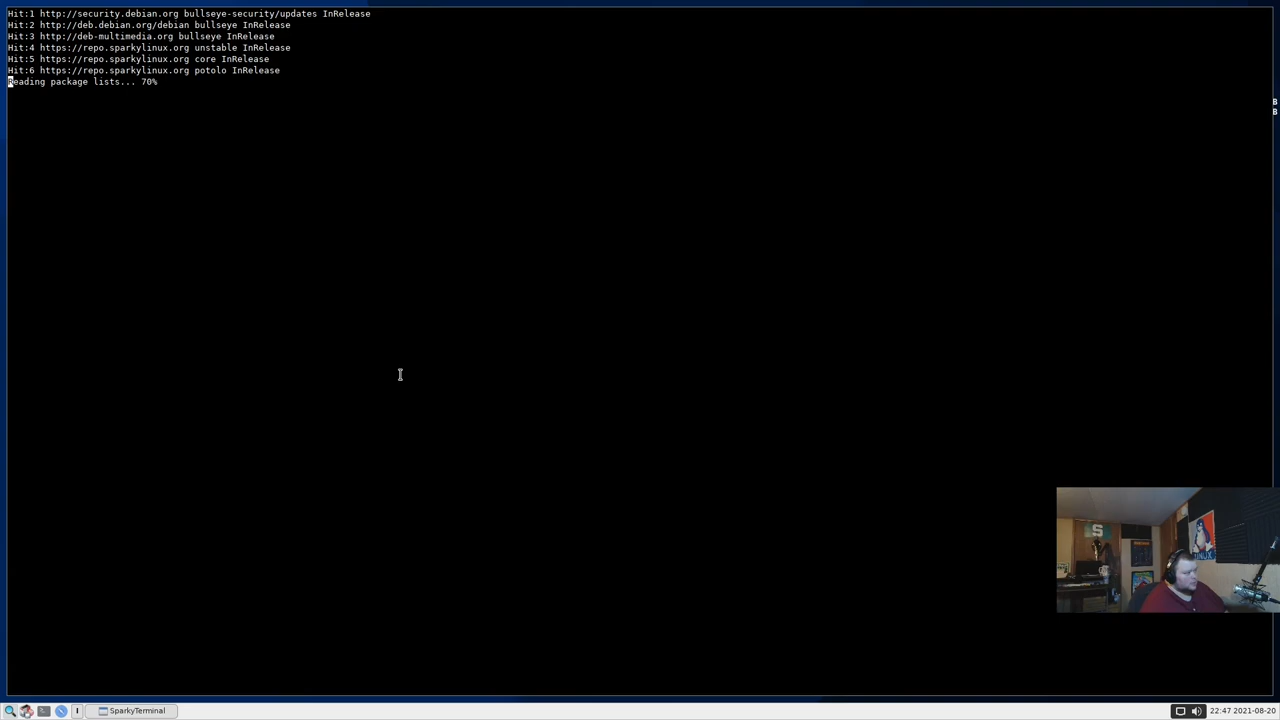 Hit:1 http://security.debian.org bullseye-security/updates InRelease
Hit:2 http://deb.debian.org/debian bullseye InRelease
Hit:3 http://deb-multimedia.org bullseye InRelease
Hit:4 https://repo.sparkylinux.org unstable InRelease
Hit:5 https://repo.sparkylinux.org core InRelease
Hit:6 https://repo.sparkylinux.org potolo InRelease
Reading package lists... 70%
B
B
S
LINUX
SparkyTerminal
22:47 2021-08-20